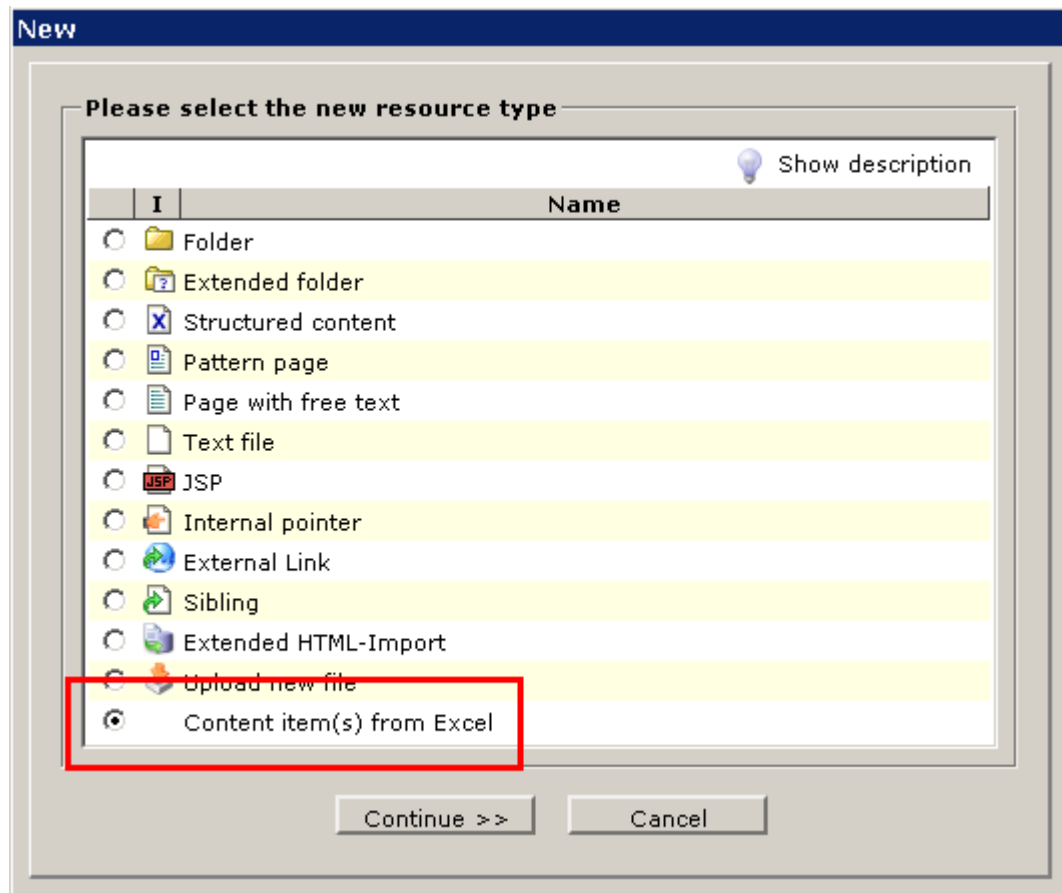 New
Please select the new resource type
Show description
I Name
Folder
Extended folder
Structured content
Pattern page
Page with free text
Text file
JSP JSP
Internal pointer
External Link
Sibling
Extended HTML-Import
Upload new file
Content item(s) from Excel
Continue >> Cancel